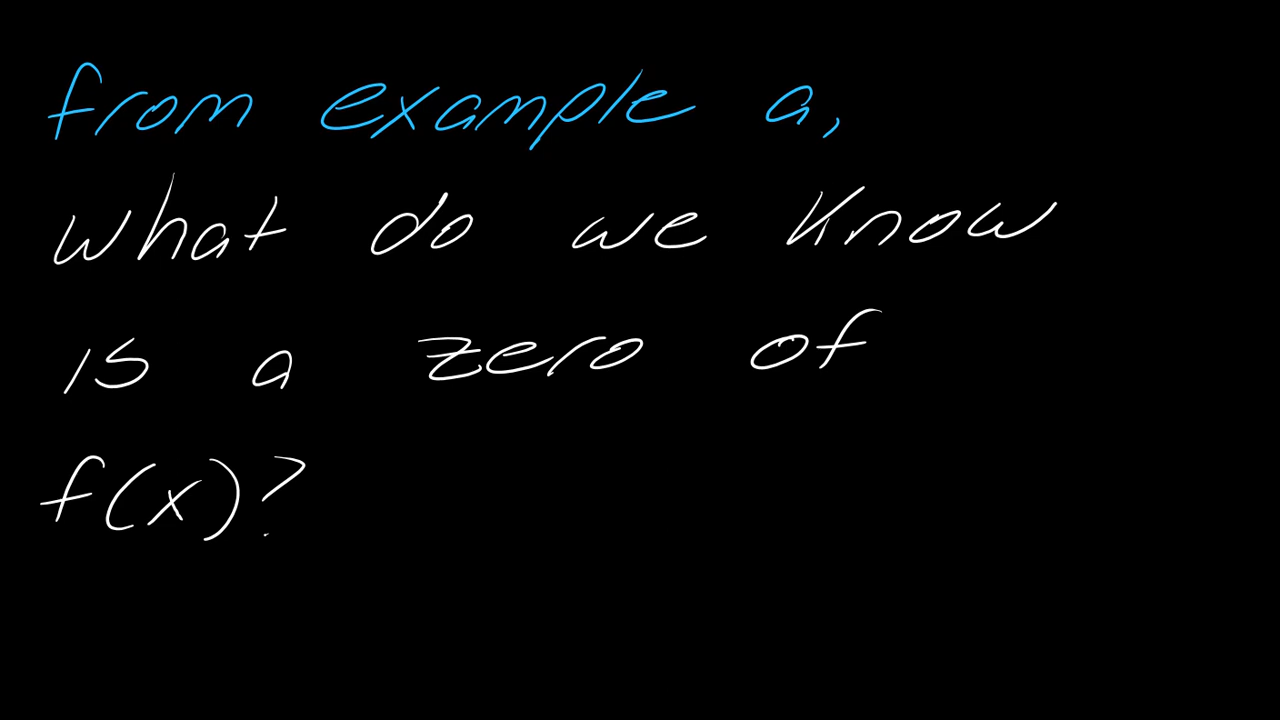 from example a,
what do we know
is a zero of
f(x)?